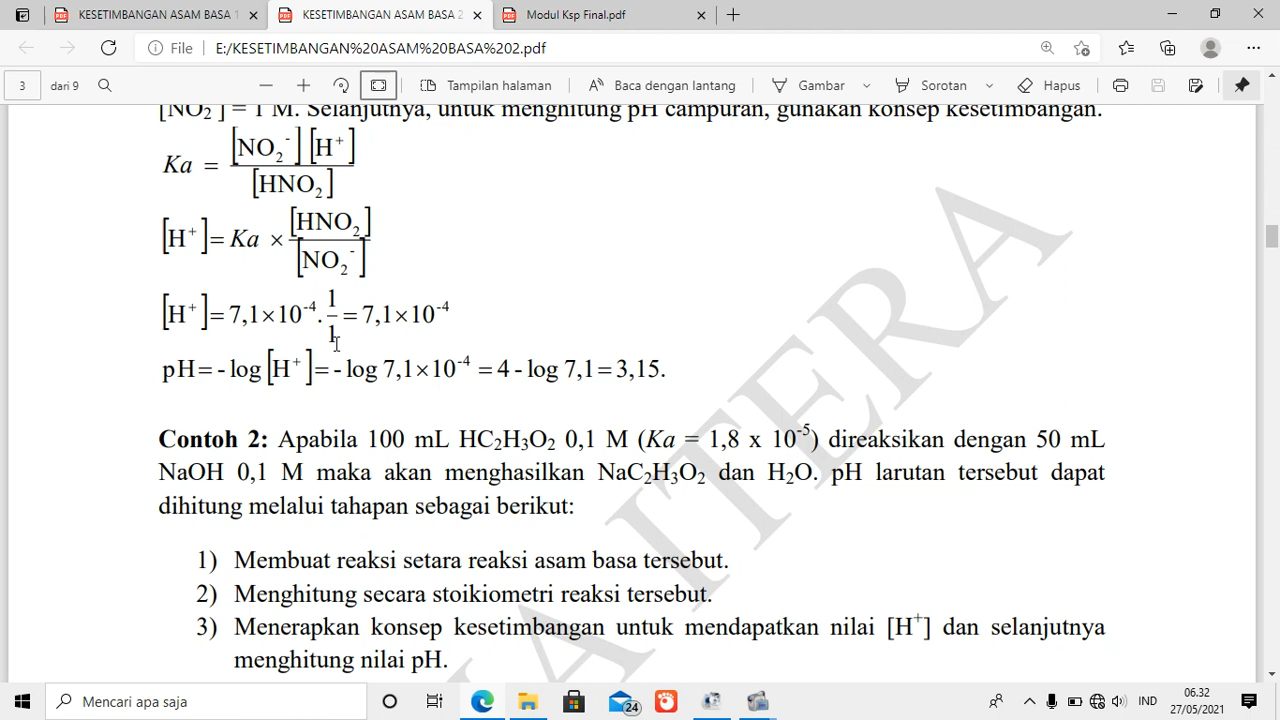 KESETIMBANGAN ASAM BASA 1
KESETIMBANGAN ASAM BASA 2
Modul Ksp Final.pdf
File
E:/KESETIMBANGAN%20ASAM%20BASA%202.pdf
3 dari 9
Tampilan halaman
Baca dengan lantang
Gambar
Sorotan
Hapus
[NO2 ] = 1 M. Selanjutnya, untuk menghitung pH campuran, gunakan konsep kesetimbangan.
Ka = [NO₂⁻][H⁺] / [HNO₂]
[H⁺] = Ka × [HNO₂] / [NO₂⁻]
[H⁺] = 7,1×10⁻⁴. 1/1 = 7,1×10⁻⁴
pH = - log [H⁺] = - log 7,1×10⁻⁴ = 4 - log 7,1 = 3,15.
Contoh 2: Apabila 100 mL HC₂H₃O₂ 0,1 M (Ka = 1,8 x 10⁻⁵) direaksikan dengan 50 mL
NaOH 0,1 M maka akan menghasilkan NaC₂H₃O₂ dan H₂O. pH larutan tersebut dapat
dihitung melalui tahapan sebagai berikut:
1) Membuat reaksi setara reaksi asam basa tersebut.
2) Menghitung secara stoikiometri reaksi tersebut.
3) Menerapkan konsep kesetimbangan untuk mendapatkan nilai [H⁺] dan selanjutnya
menghitung nilai pH.
A ITERA
Mencari apa saja
24
IND
06.32
27/05/2021